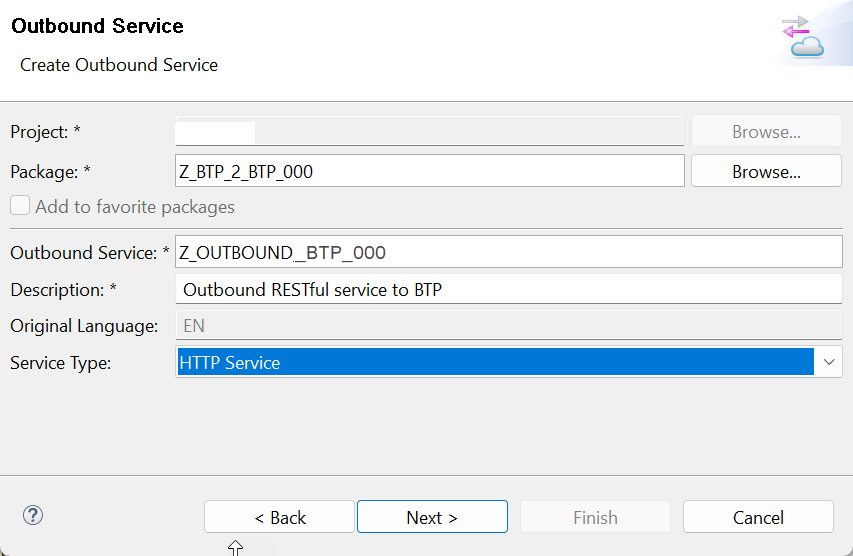 Outbound Service
Create Outbound Service
Project: *
Browse...
Package: * Z_BTP_2_BTP_000 Browse...
Add to favorite packages
Outbound Service: * Z_OUTBOUND_BTP_000
Description: * Outbound RESTful service to BTP
Original Language: EN
Service Type: HTTP Service
? < Back Next > Finish Cancel